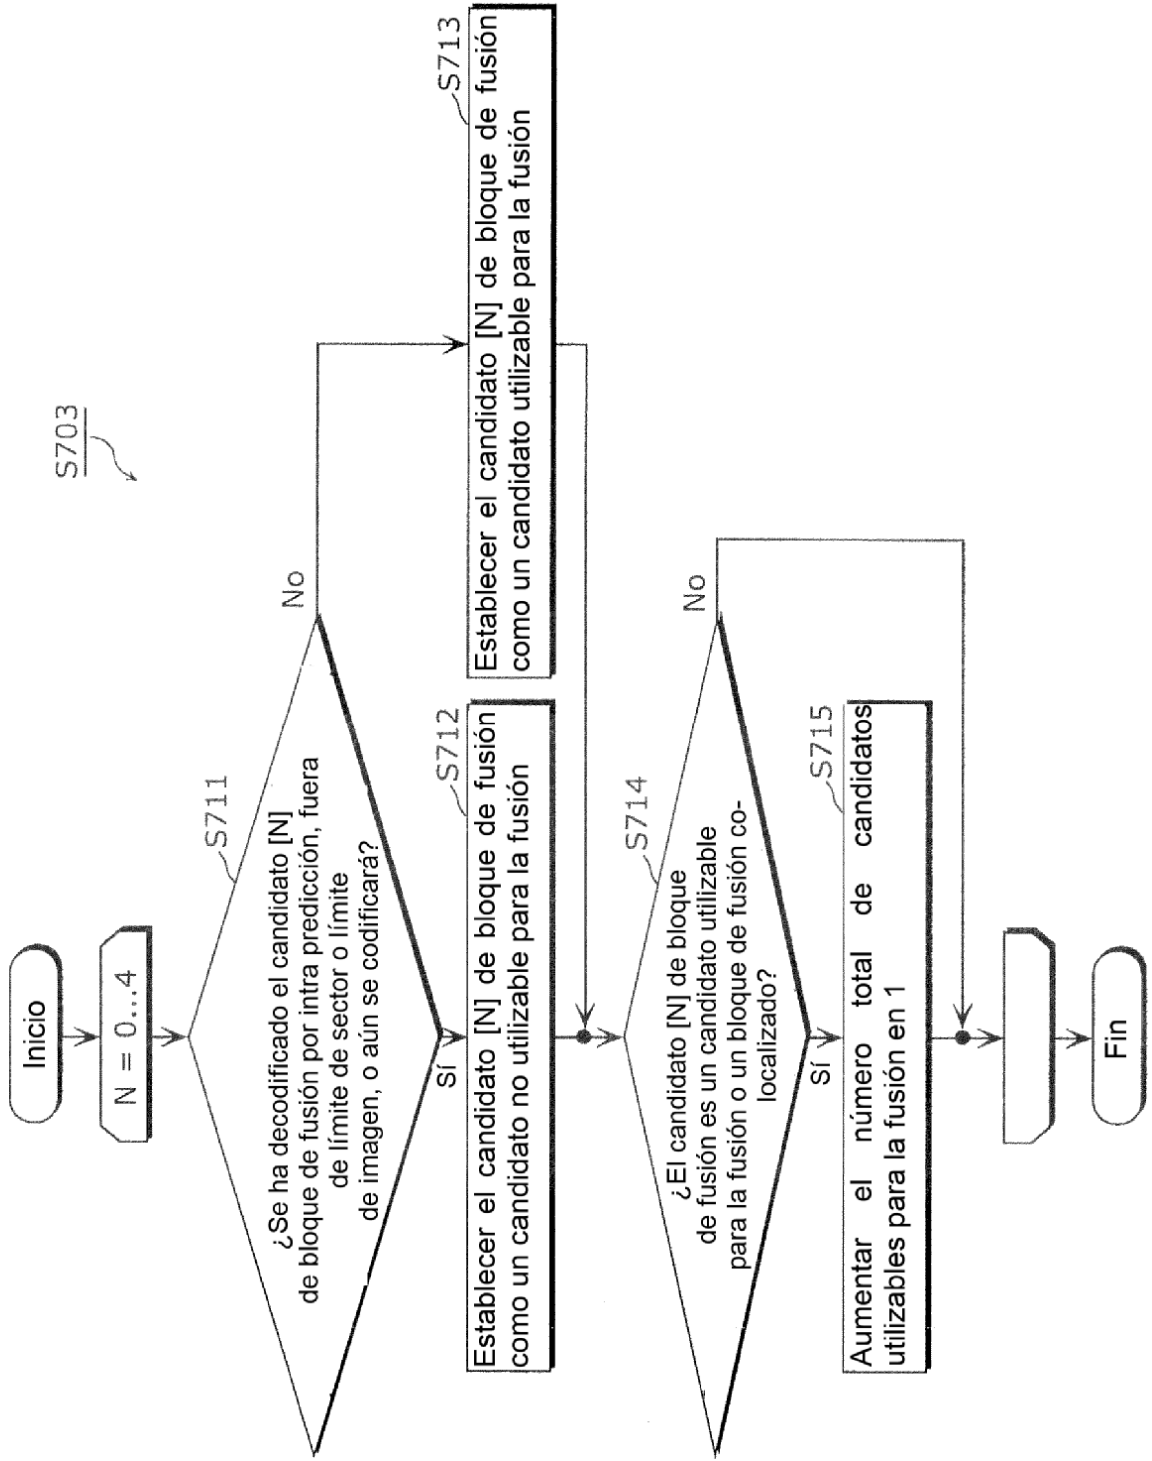 S703
Inicio
N = 0...4
S711
¿Se ha decodificado el candidato [N]
de bloque de fusión por intra predicción, fuera
de límite de sector o límite
de imagen, o aún se codificará?
No
Sí
S712
Establecer el candidato [N] de bloque de fusión
como un candidato no utilizable para la fusión
S713
Establecer el candidato [N] de bloque de fusión
como un candidato utilizable para la fusión
S714
¿El candidato [N] de bloque
de fusión es un candidato utilizable
para la fusión o un bloque de fusión co-
localizado?
No
Sí
S715
Aumentar el número total de candidatos
utilizables para la fusión en 1
Fin